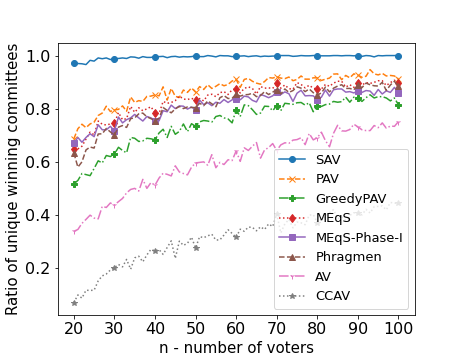 Ratio of unique winning committees
1.0
0.8
0.6
0.4
0.2
SAV
PAV
GreedyPAV
MEqS
MEqS-Phase-I
Phragmen
AV
CCAV
20 30 40 50 60 70 80 90 100
n - number of voters